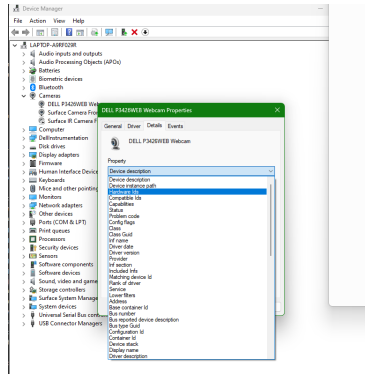 Device Manager
File Action View Help
LAPTOP-A9RF029R
Audio inputs and outputs
Audio Processing Objects (APOs)
Batteries
Biometric devices
Bluetooth
Cameras
DELL P3426WEB Web
Surface Camera Fro
Surface IR Camera F
Computer
DellInstrumentation
Disk drives
Display adapters
Firmware
Human Interface Device
Keyboards
Mice and other pointing
Monitors
Network adapters
Other devices
Ports (COM & LPT)
Print queues
Processors
Security devices
Sensors
Software components
Software devices
Sound, video and game
Storage controllers
Surface System Manage
System devices
Universal Serial Bus cont
USB Connector Managers
DELL P3426WEB Webcam Properties
General Driver Details Events
DELL P3426WEB Webcam
Property
Device description
Device description
Device instance path
Hardware Ids
Compatible Ids
Capabilities
Status
Problem code
Config flags
Class
Class Guid
Inf name
Driver date
Driver version
Provider
Inf section
Included Infs
Matching device Id
Rank of driver
Service
Lower filters
Address
Base container Id
Bus number
Bus reported device description
Bus type Guid
Configuration Id
Container Id
Device stack
Display name
Driver description